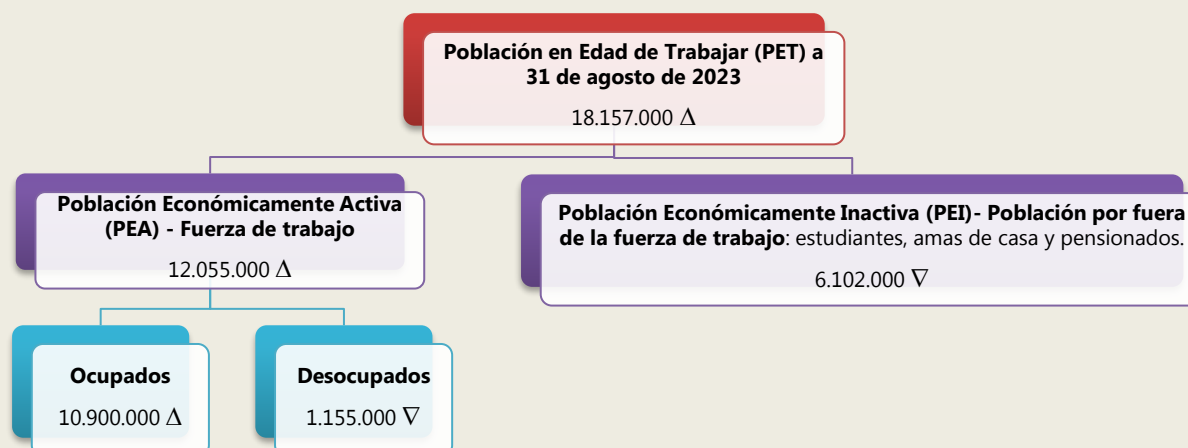 Población en Edad de Trabajar (PET) a
31 de agosto de 2023
18.157.000 Δ
Población Económicamente Activa
(PEA) - Fuerza de trabajo
12.055.000 Δ
Población Económicamente Inactiva (PEI)- Población por fuera
de la fuerza de trabajo: estudiantes, amas de casa y pensionados.
6.102.000 ∇
Ocupados
10.900.000 Δ
Desocupados
1.155.000 ∇